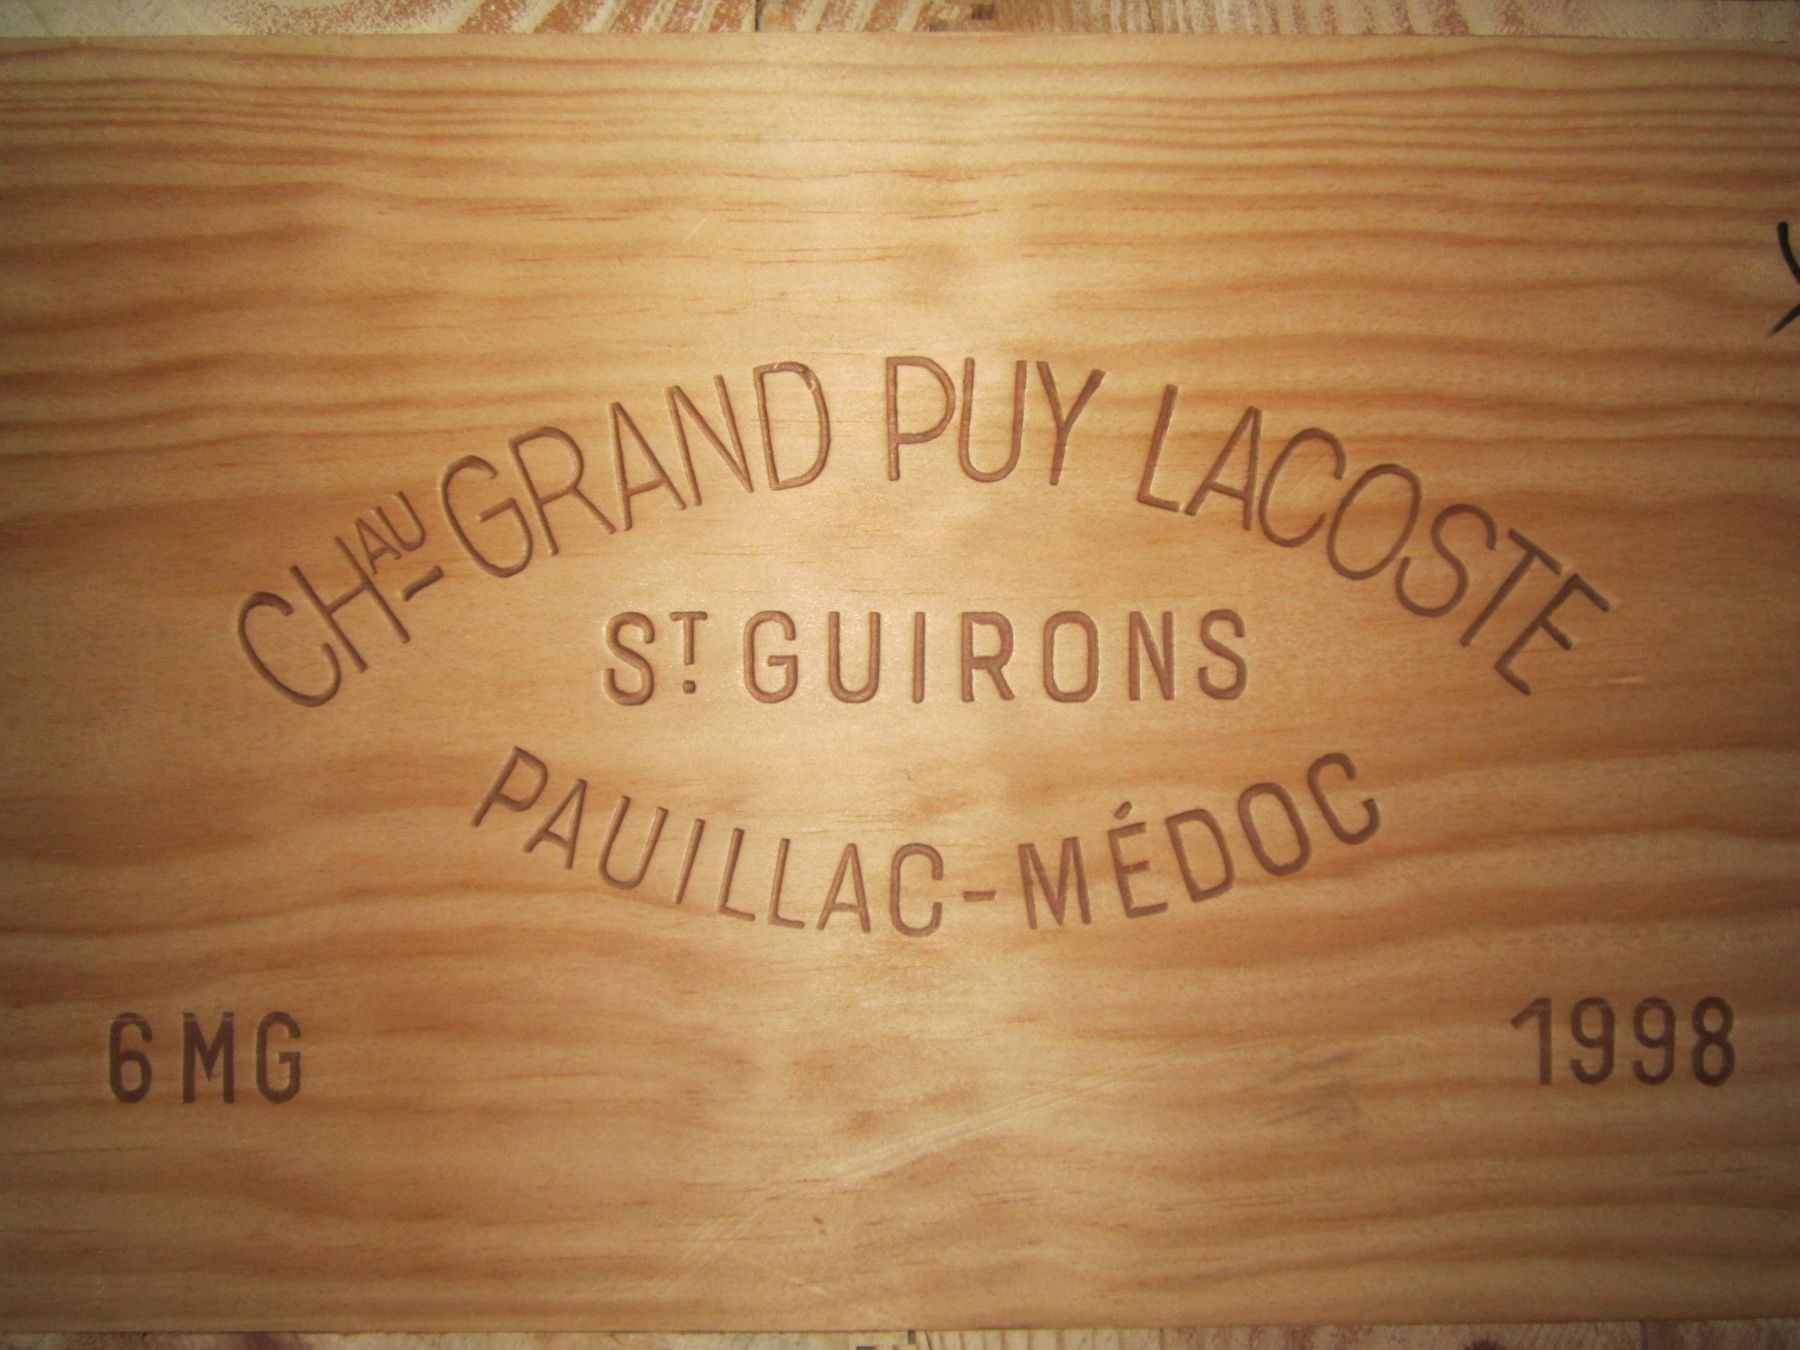 CHAU GRAND PUY LACOSTE
ST. GUIRONS
PAUILLAC-MÉDOC
6 MG
1998